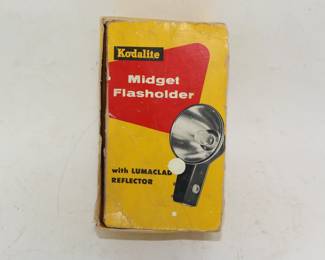 Kodalite
Midget
Flasholder
with LUMACLAD
REFLECTOR